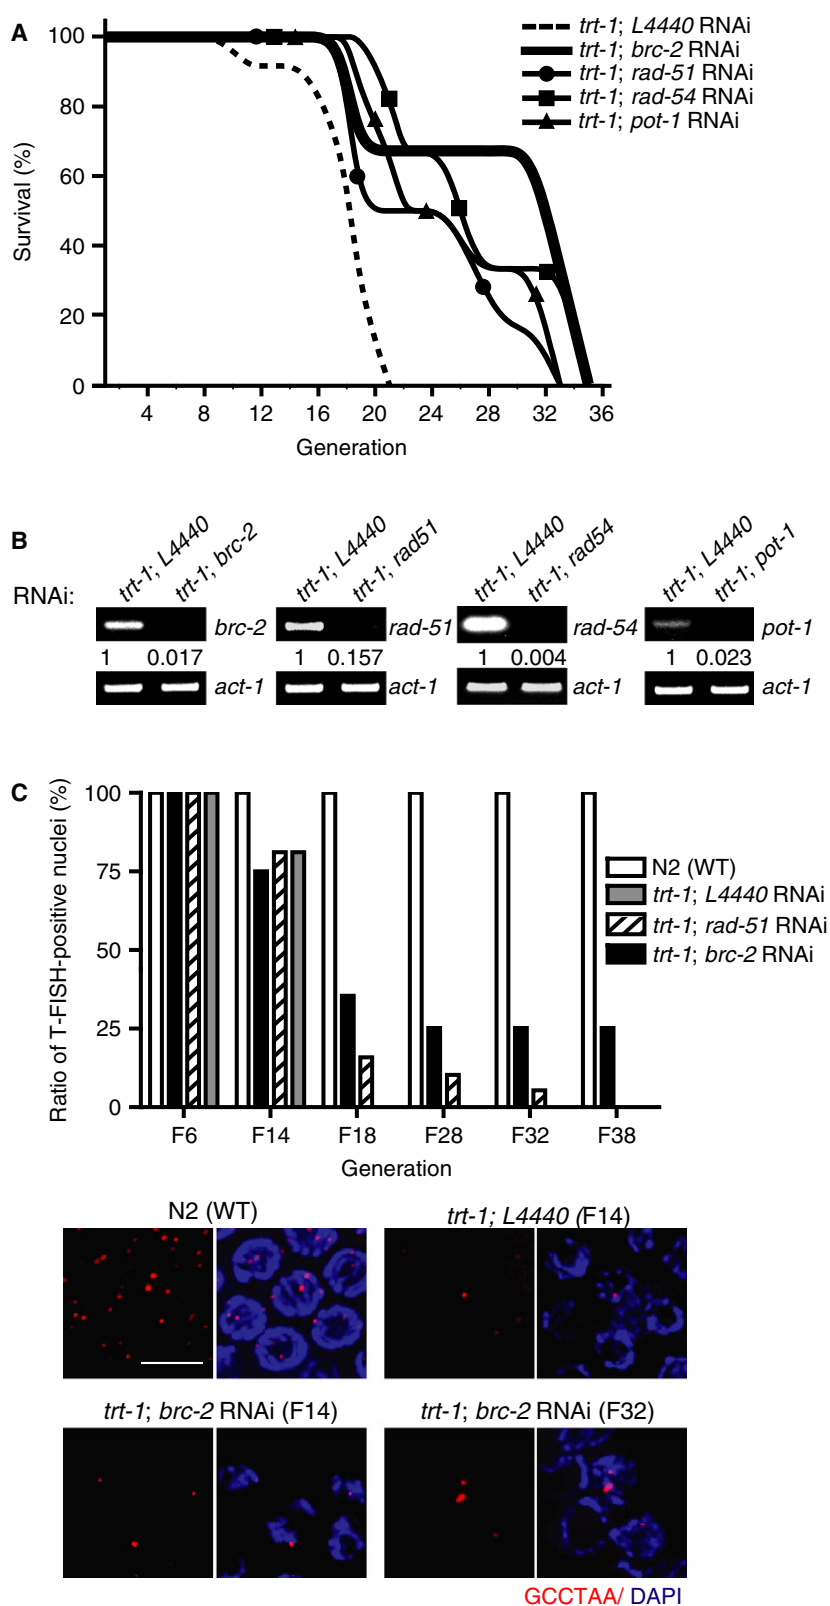 A
100
80
60
40
20
0
Survival (%)
4 8 12 16 20 24 28 32 36
Generation
trt-1; L4440 RNAi
trt-1; brc-2 RNAi
trt-1; rad-51 RNAi
trt-1; rad-54 RNAi
trt-1; pot-1 RNAi
B
RNAi:
trt-1; L4440 trt-1; brc-2 trt-1; L4440 trt-1; rad51 trt-1; L4440 trt-1; rad54 trt-1; L4440 trt-1; pot-1
brc-2 rad-51 rad-54 pot-1
1 0.017 1 0.157 1 0.004 1 0.023
act-1 act-1 act-1 act-1
C
100
75
50
25
0
Ratio of T-FISH-positive nuclei (%)
F6 F14 F18 F28 F32 F38
Generation
N2 (WT)
trt-1; L4440 RNAi
trt-1; rad-51 RNAi
trt-1; brc-2 RNAi
N2 (WT) trt-1; L4440 (F14)
trt-1; brc-2 RNAi (F14) trt-1; brc-2 RNAi (F32)
GCCTAA/ DAPI